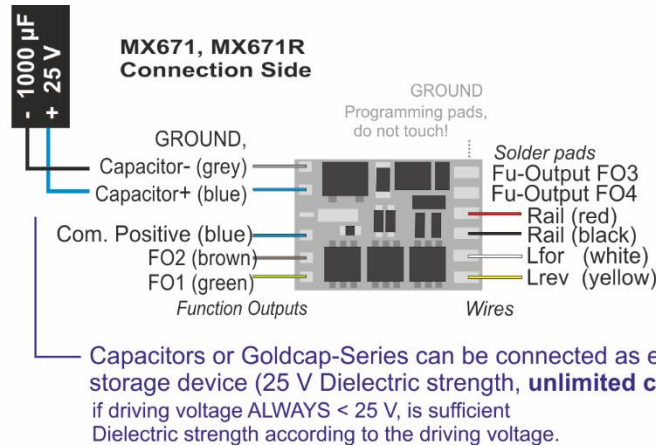 - 1000 µF
+ 25 V
MX671, MX671R
Connection Side
GROUND
Programming pads,
do not touch!
GROUND,
Capacitor- (grey)
Capacitor+ (blue)
Com. Positive (blue)
FO2 (brown)
FO1 (green)
Function Outputs
Solder pads
Fu-Output FO3
Fu-Output FO4
Rail (red)
Rail (black)
Lfor (white)
Lrev (yellow)
Wires
Capacitors or Goldcap-Series can be connected as e
storage device (25 V Dielectric strength, unlimited c
if driving voltage ALWAYS < 25 V, is sufficient
Dielectric strength according to the driving voltage.